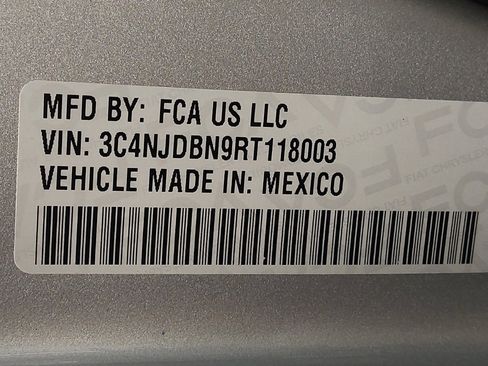 MFD BY: FCA US LLC
VIN: 3C4NJDBN9RT118003
VEHICLE MADE IN: MEXICO